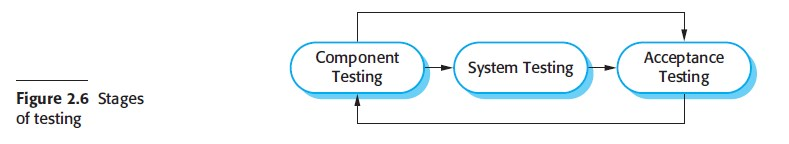 Component
Testing
System Testing
Acceptance
Testing
Figure 2.6 Stages
of testing